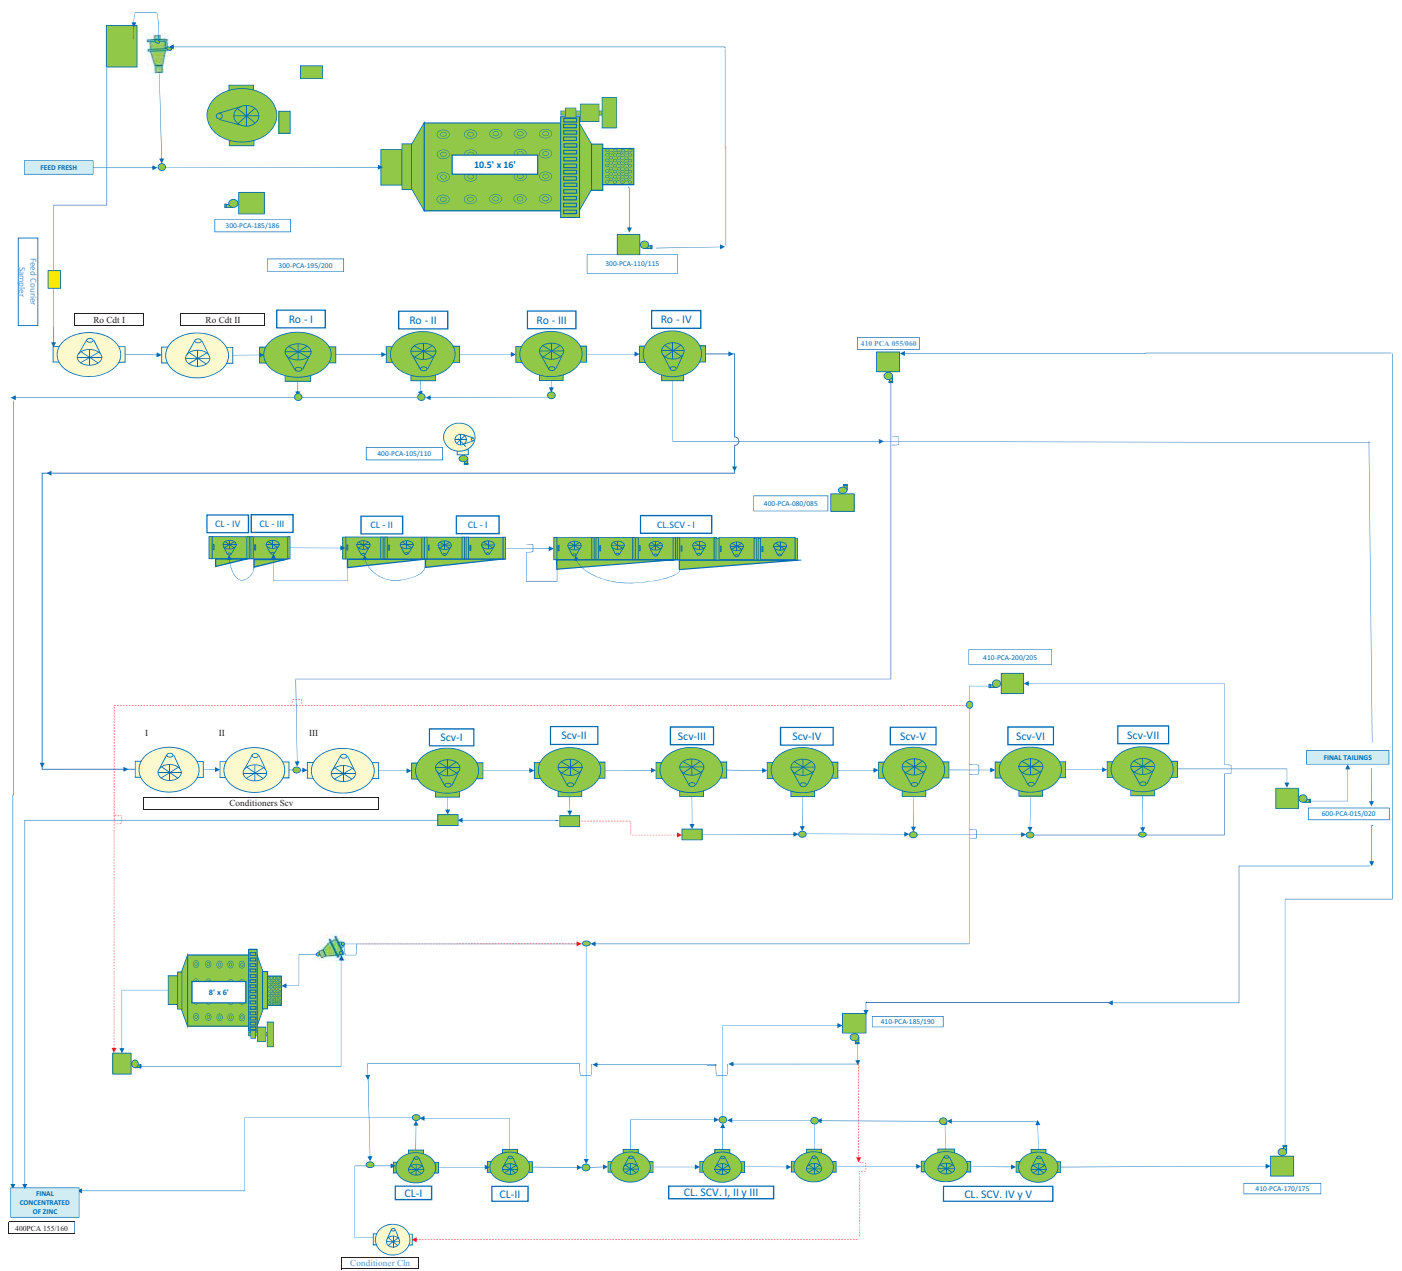 FEED FRESH
10.5' x 16'
300-PCA-185/186
300-PCA-195/200
300-PCA-110/115
Feed Courier
Sampler
Ro Cdt I
Ro Cdt II
Ro - I
Ro - II
Ro - III
Ro - IV
410 PCA 055/060
400-PCA-105/110
400-PCA-080/085
CL - IV
CL - III
CL - II
CL - I
CL.SCV - I
410-PCA-200/205
I
II
III
Scv-I
Scv-II
Scv-III
Scv-IV
Scv-V
Scv-VI
Scv-VII
FINAL TAILINGS
Conditioners Scv
600-PCA-015/020
8' x 6'
410-PCA-185/190
CL-I
CL-II
CL. SCV. I, II y III
CL. SCV. IV y V
410-PCA-170/175
FINAL
CONCENTRATED
OF ZINC
400PCA 155/160
Conditioner Cln